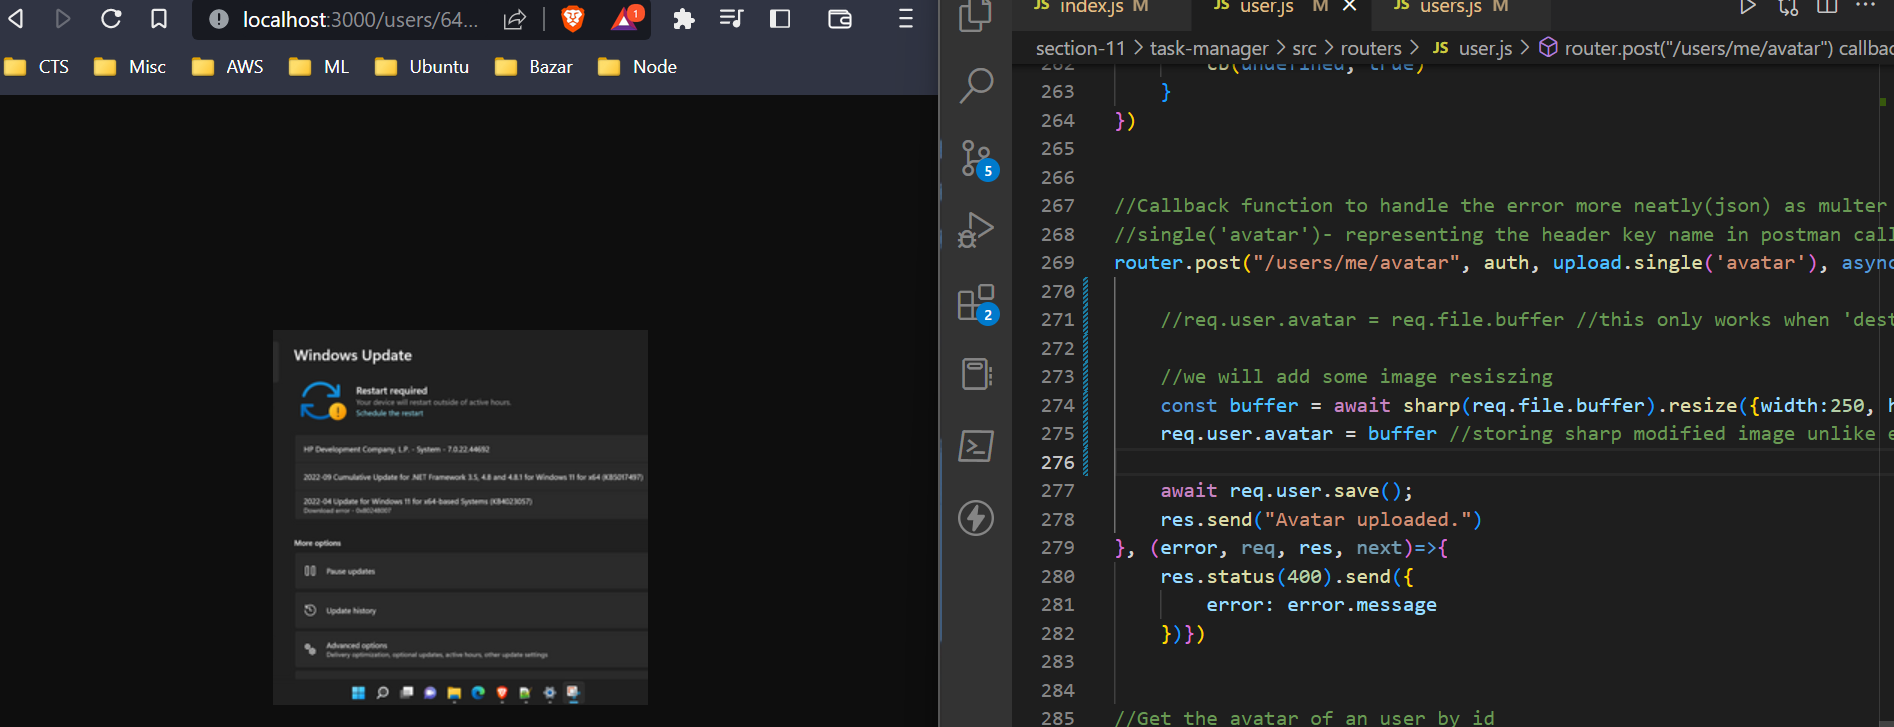 localhost:3000/users/64...
1
CTS Misc AWS ML Ubuntu Bazar Node
Windows Update
Restart required
Your device will restart outside of active hours.
Schedule the restart
HP Development Company, L.P. - System - 7.0.22.44692
2022-09 Cumulative Update for .NET Framework 3.5, 4.8 and 4.8.1 for Windows 11 for x64 (KB5017497)
2022-04 Update for Windows 11 for x64-based Systems (KB4023057)
Download error - 0x80248007
More options
Pause updates
Update history
Advanced options
Delivery optimization, optional updates, active hours, other update settings
5
2
JS index.js M JS user.js M JS users.js M
section-11 > task-manager > src > routers > JS user.js > router.post("/users/me/avatar") callbac
262 cb(undefined, true)
263 }
264 })
265
266
267 //Callback function to handle the error more neatly(json) as multer
268 //single('avatar')- representing the header key name in postman call
269 router.post("/users/me/avatar", auth, upload.single('avatar'), async
270
271 //req.user.avatar = req.file.buffer //this only works when 'dest
272
273 //we will add some image resiszing
274 const buffer = await sharp(req.file.buffer).resize({width:250, h
275 req.user.avatar = buffer //storing sharp modified image unlike e
276
277 await req.user.save();
278 res.send("Avatar uploaded.")
279 }, (error, req, res, next)=>{
280 res.status(400).send({
281 error: error.message
282 })})
283
284
285 //Get the avatar of an user by id